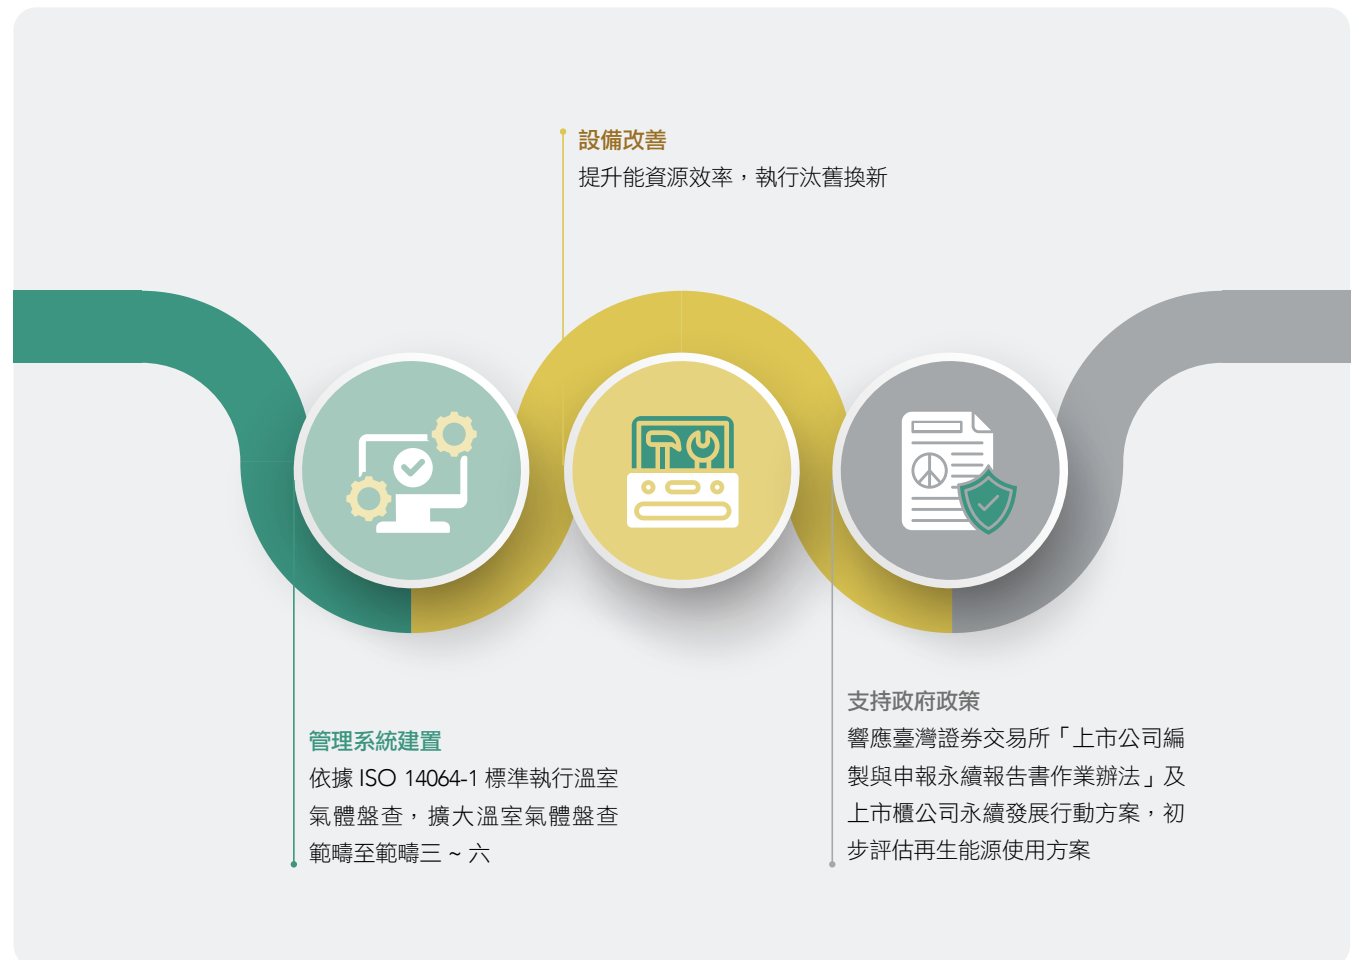 設備改善
提升能資源效率，執行汰舊換新
管理系統建置
依據 ISO 14064-1 標準執行溫室
氣體盤查，擴大溫室氣體盤查
範疇至範疇三 ~ 六
支持政府政策
響應臺灣證券交易所「上市公司編
製與申報永續報告書作業辦法」及
上市櫃公司永續發展行動方案，初
步評估再生能源使用方案